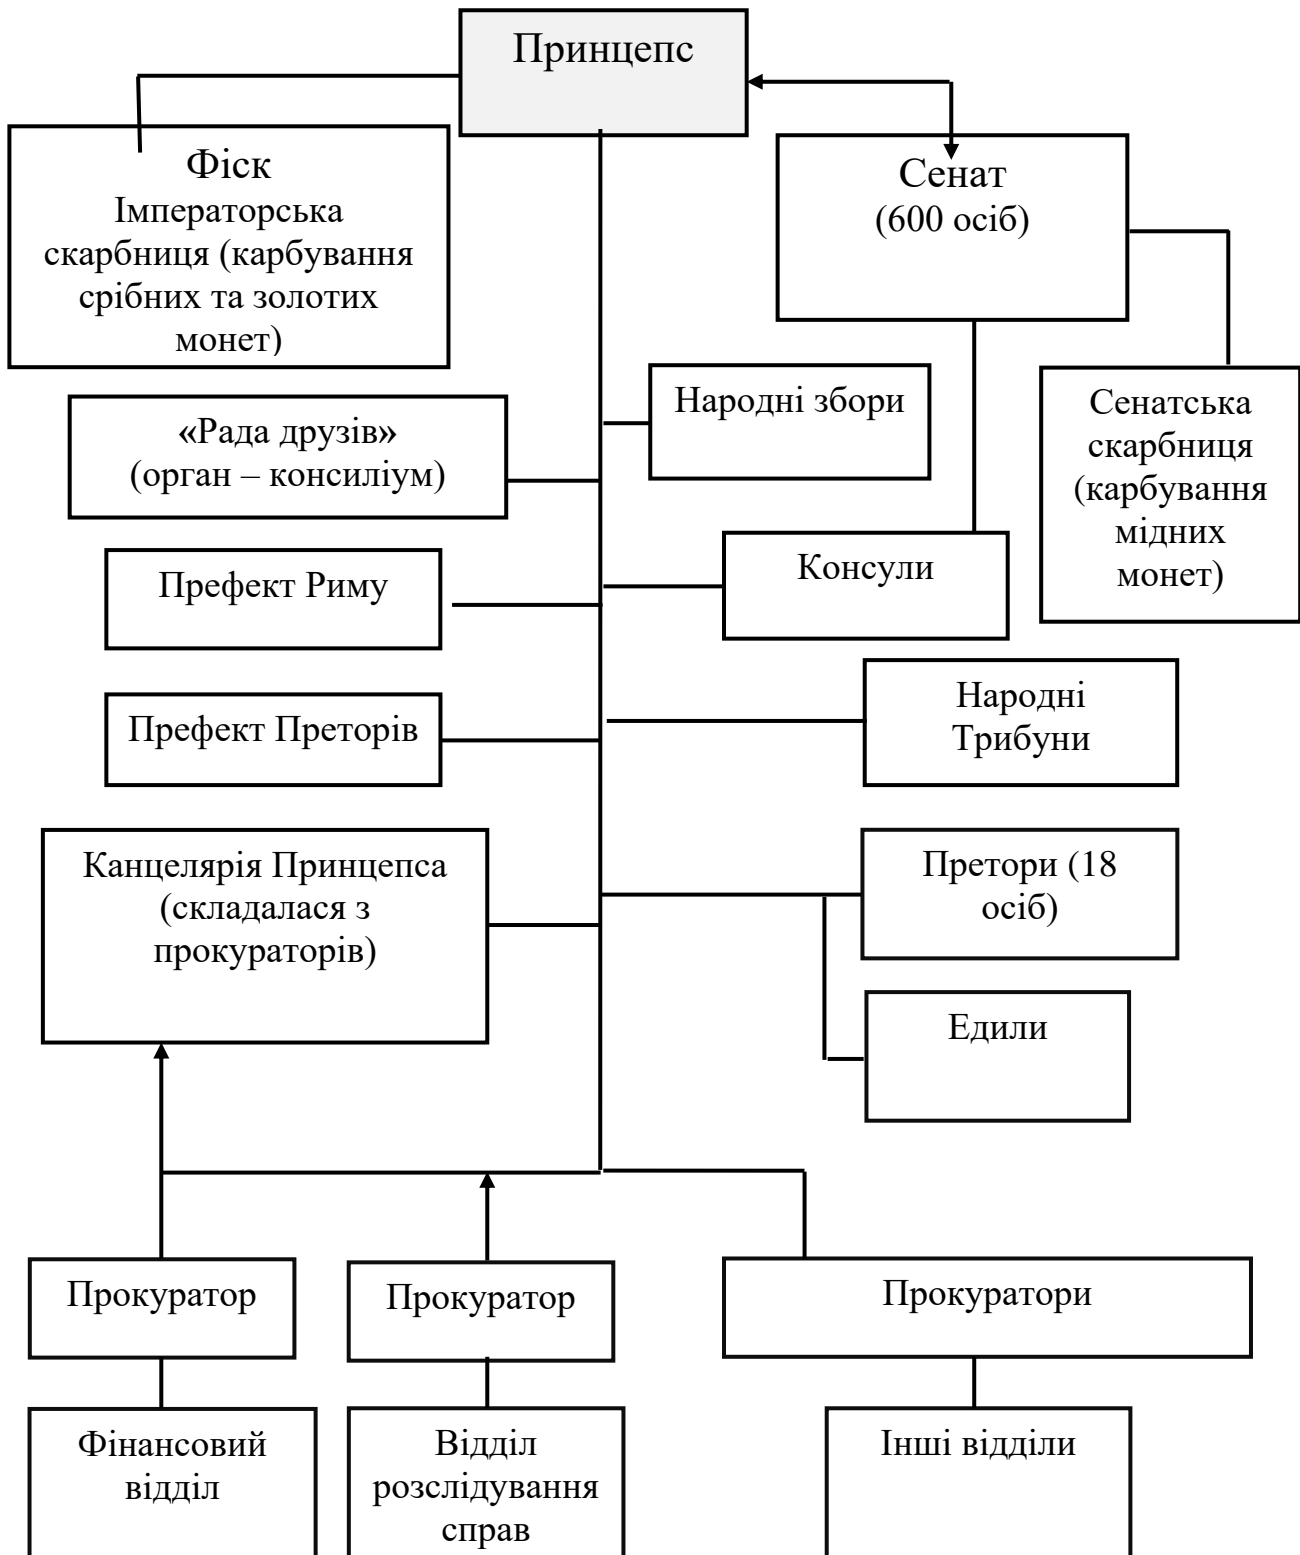 Принцепс
Фіск
Імператорська
скарбниця (карбування
срібних та золотих
монет)
Сенат
(600 осіб)
Народні збори
Сенатська
скарбниця
(карбування
мідних
монет)
«Рада друзів»
(орган – консиліум)
Префект Риму
Консули
Префект Преторів
Народні
Трибуни
Канцелярія Принцепса
(складалася з
прокураторів)
Претори (18
осіб)
Едили
Прокуратор
Прокуратор
Прокуратори
Фінансовий
відділ
Відділ
розслідування
справ
Інші відділи